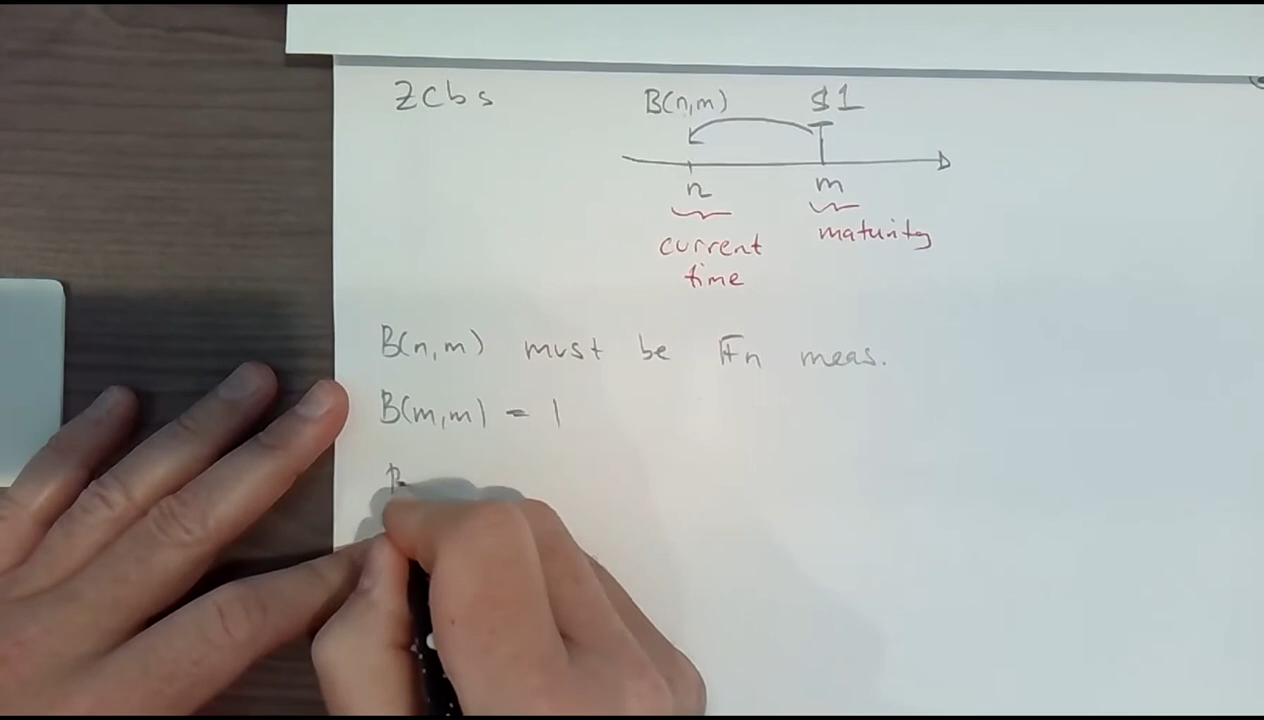 Zcbs B(n,m) $1
n m
current time maturity
B(n,m) must be Fn meas.
B(m,m) = 1
B